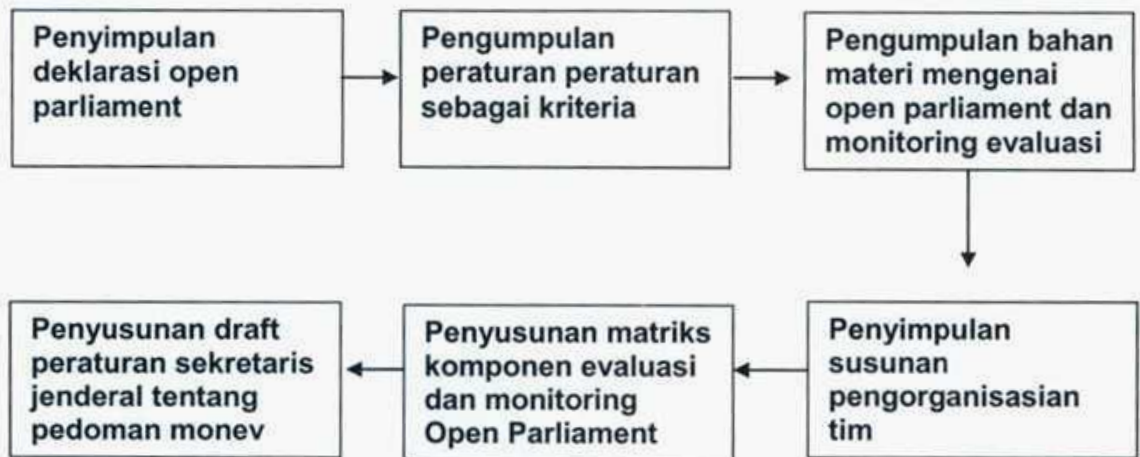 Penyimpulan
deklarasi open
parliament
Pengumpulan
peraturan peraturan
sebagai kriteria
Pengumpulan bahan
materi mengenai
open parliament dan
monitoring evaluasi
Penyimpulan
susunan
pengorganisasian
tim
Penyusunan matriks
komponen evaluasi
dan monitoring
Open Parliament
Penyusunan draft
peraturan sekretaris
jenderal tentang
pedoman monev